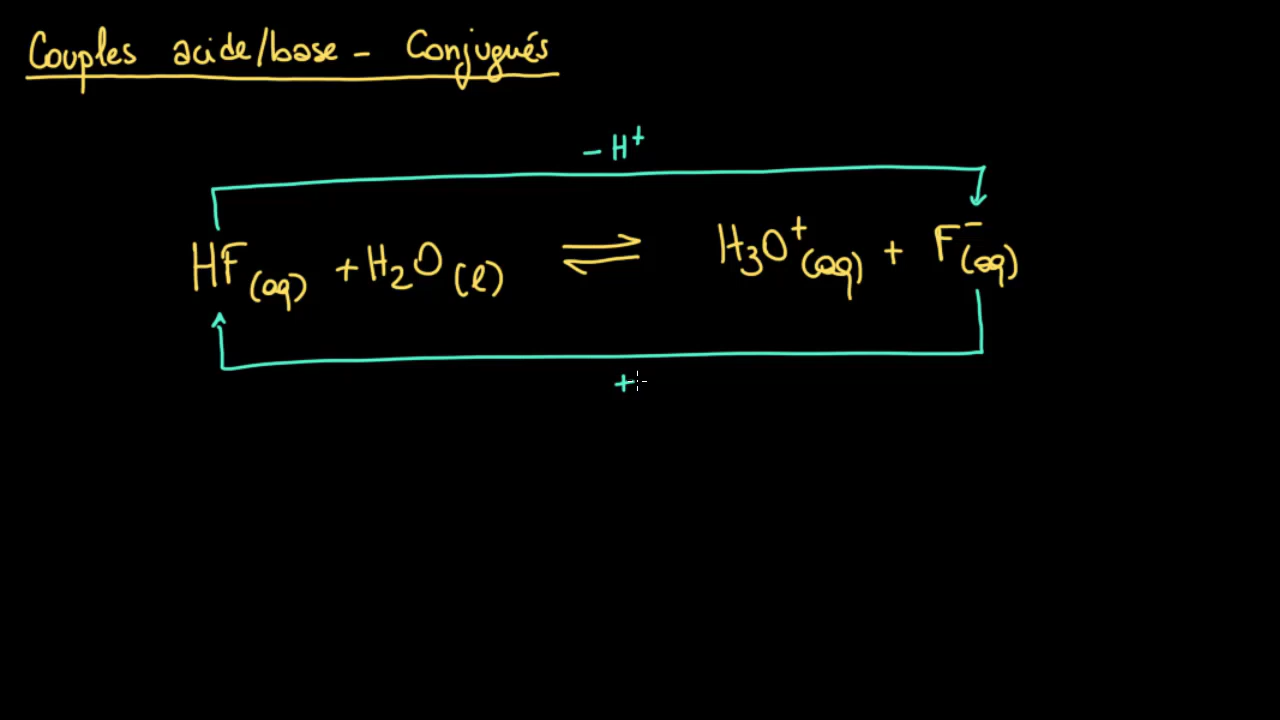 Couples acide/base - Conjugués
- H⁺
HF(aq) + H₂O(l) ⇌ H₃O⁺(aq) + F⁻(aq)
+